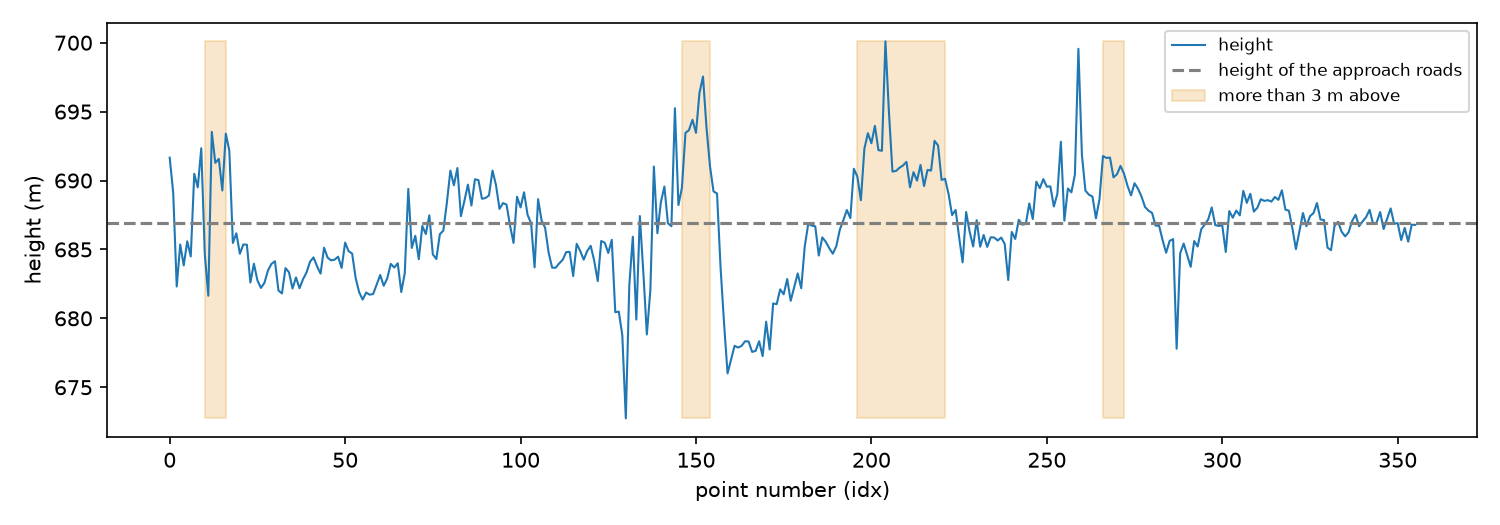 700
695
690
685
680
675
height (m)
0 50 100 150 200 250 300 350
point number (idx)
height
height of the approach roads
more than 3 m above